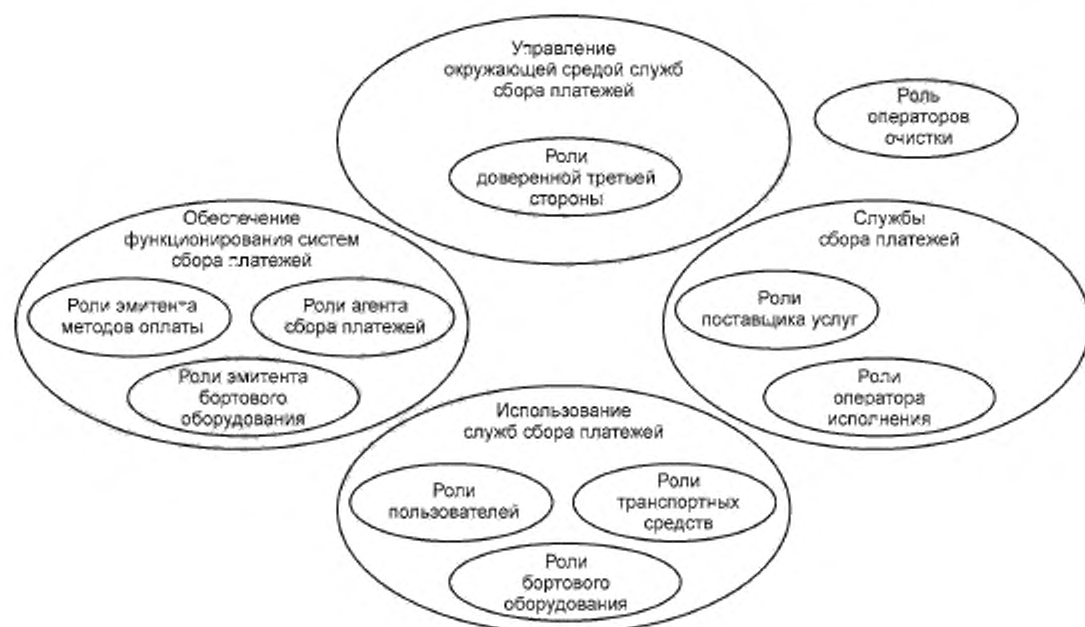 Управление
окружающей средой служб
сбора платежей
Роли
доверенной третьей
стороны
Роль
операторов
очистки
Обеспечение
функционирования систем
сбора платежей
Роли эмитента
методов оплаты
Роли агента
сбора платежей
Роли эмитента
бортового
оборудования
Службы
сбора платежей
Роли
поставщика услуг
Роли
оператора
исполнения
Использование
служб сбора платежей
Роли
пользователей
Роли
транспортных
средств
Роли
бортового
оборудования